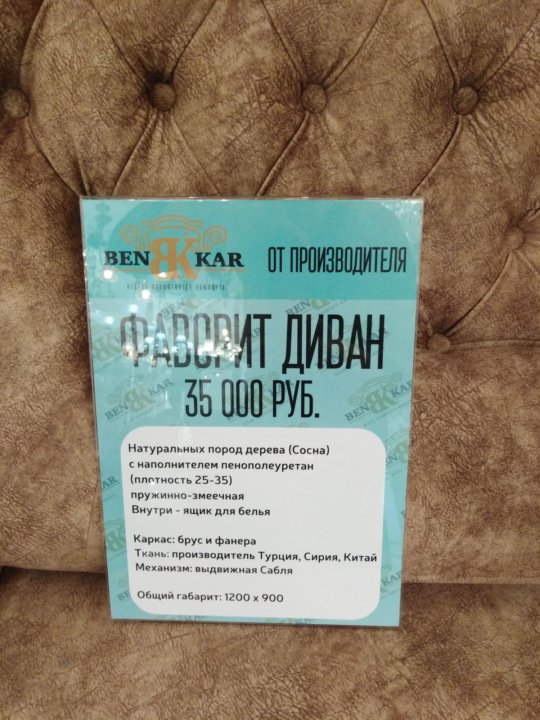 BEN BK KAR
ОТ ПРОИЗВОДИТЕЛЯ
ФАВОРИТ ДИВАН
35 000 РУБ.
Натуральных пород дерева (Сосна)
с наполнителем пенополеуретан
(плотность 25-35)
пружинно-змеечная
Внутри - ящик для белья
Каркас: брус и фанера
Ткань: производитель Турция, Сирия, Китай
Механизм: выдвижная Сабля
Общий габарит: 1200 х 900